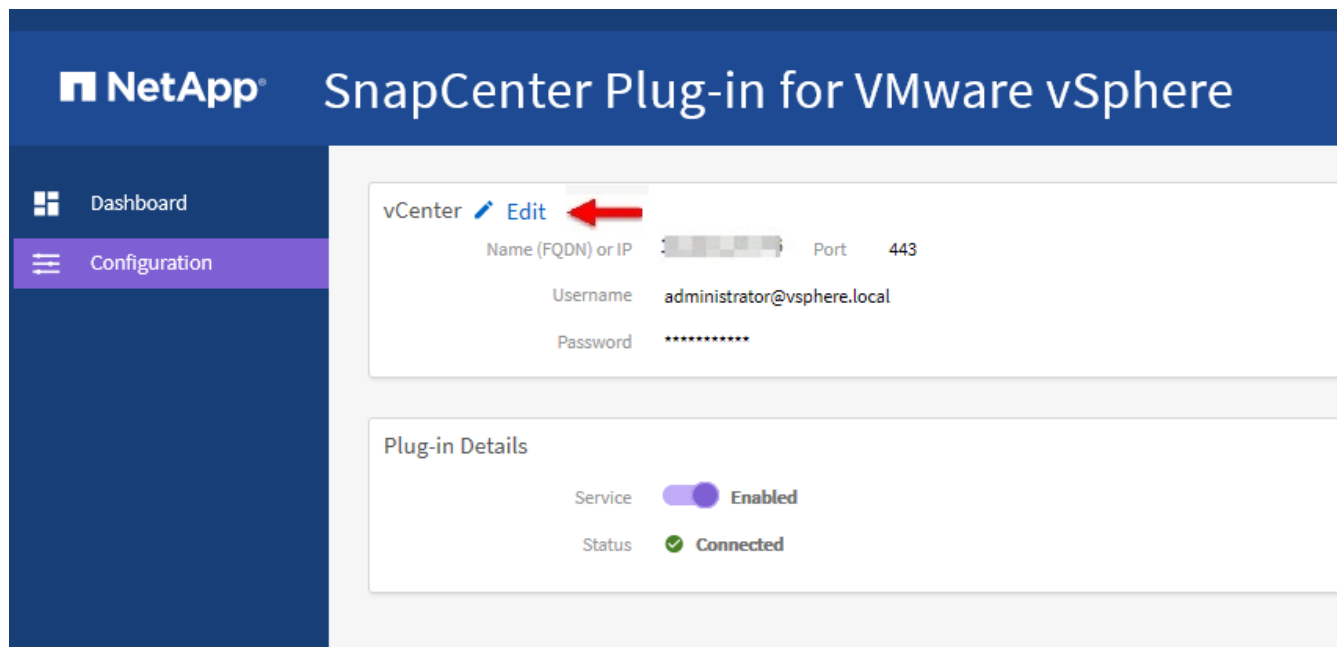 NetApp SnapCenter Plug-in for VMware vSphere
Dashboard
Configuration
vCenter Edit
Name (FQDN) or IP Port 443
Username administrator@vsphere.local
Password ***********
Plug-in Details
Service Enabled
Status Connected